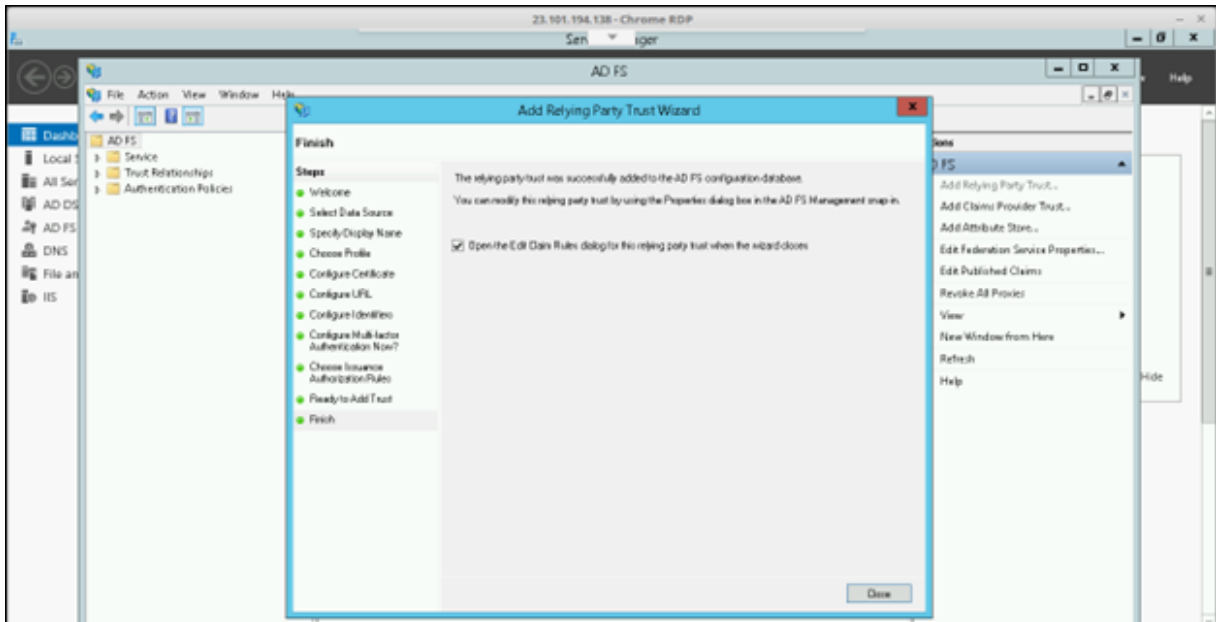 23.101.194.138 - Chrome RDP
Ser
ager
Help
AD FS
File Action View Window Help
Dashb
Local S
All Ser
AD DS
AD FS
DNS
File an
IIS
AD FS
Service
Trust Relationships
Authentication Policies
Add Relying Party Trust Wizard
Finish
Steps
Welcome
Select Data Source
Specify Display Name
Choose Profile
Configure Certificate
Configure URL
Configure Identifiers
Configure Multi-factor
Authentication Now?
Choose Issuance
Authorization Rules
Ready to Add Trust
Finish
The relying party trust was successfully added to the AD FS configuration database.
You can modify this relying party trust by using the Properties dialog box in the AD FS Management snap-in.
Open the Edit Claim Rules dialog for this relying party trust when the wizard closes
Close
ions
D FS
Add Relying Party Trust...
Add Claims Provider Trust...
Add Attribute Store...
Edit Federation Service Properties...
Edit Published Claims
Revoke All Proxies
View
New Window from Here
Refresh
Help
Hide